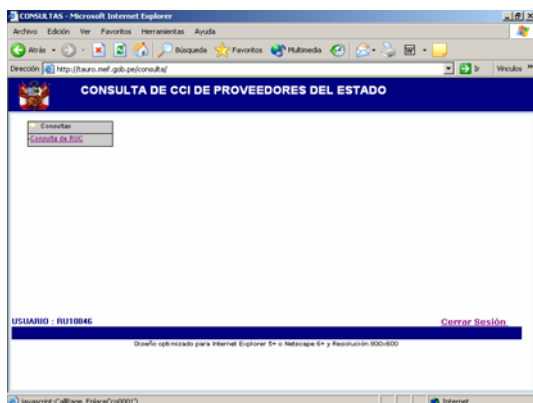 CONSULTAS - Microsoft Internet Explorer
Archivo Edición Ver Favoritos Herramientas Ayuda
Atrás Búsqueda Favoritos Multimedia
Dirección http://tauro.mef.gob.pe/consulta/ Ir Vínculos »
CONSULTA DE CCI DE PROVEEDORES DEL ESTADO
Consultas
Consulta de RUC
USUARIO : RU10846 Cerrar Sesión
Diseño optimizado para Internet Explorer 5+ o Netscape 6+ y Resolución 800x600
Internet